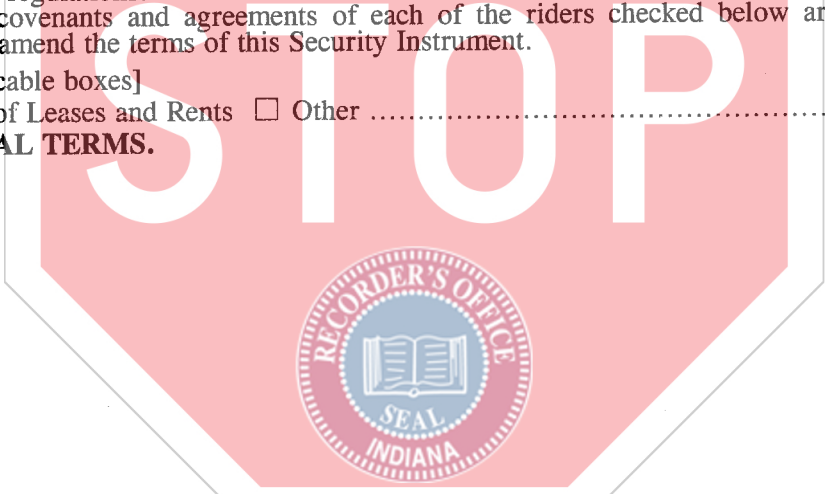 covenants and agreements of each of the riders checked below
amend the terms of this Security Instrument.
cable boxes]
of Leases and Rents ☐ Other ................................................
AL TERMS.
STOP
RECORDER'S OFFICE
SEAL
INDIANA